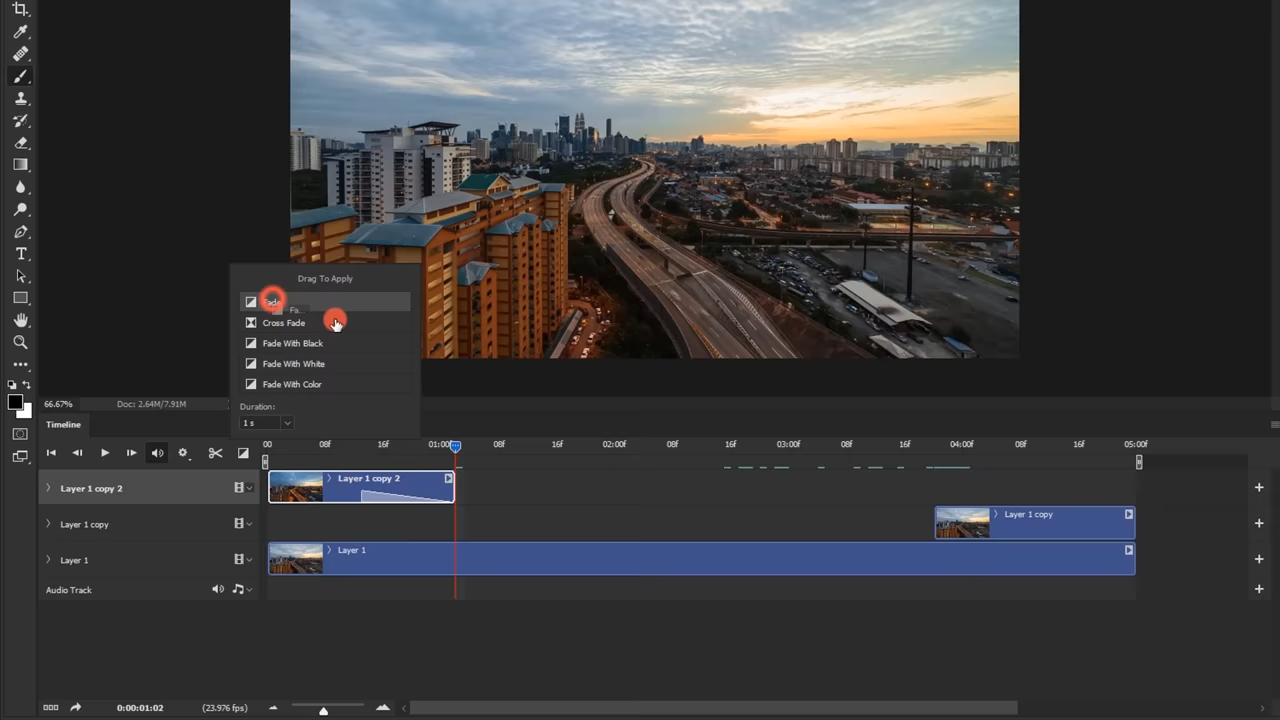 Drag To Apply
Fade
Fa...
Cross Fade
Fade With Black
Fade With White
Fade With Color
Duration:
1 s
66.67%
Doc: 2.64M/7.91M
Timeline
00 08f 16f 01:00f 08f 16f 02:00f 08f 16f 03:00f 08f 16f 04:00f 08f 16f 05:00f
Layer 1 copy 2
Layer 1 copy 2
Layer 1 copy
Layer 1 copy
Layer 1
Layer 1
Audio Track
0:00:01:02 (23.976 fps)